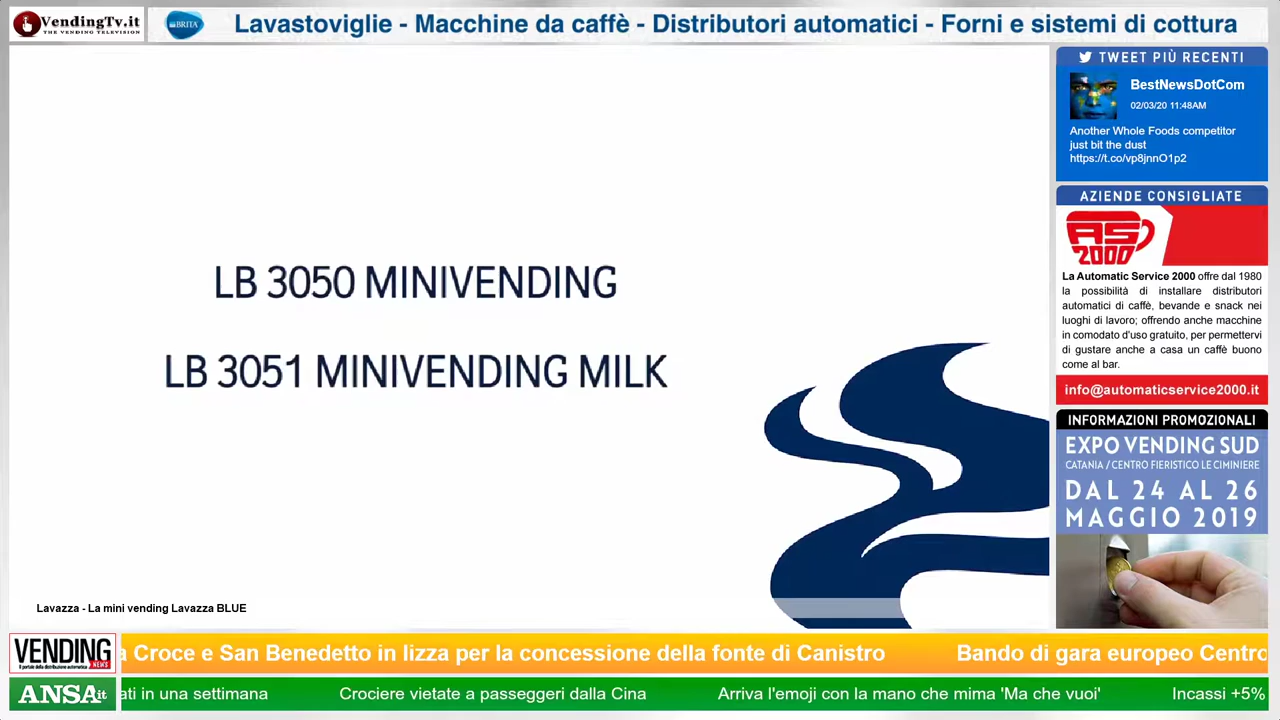 VendingTv.it
THE VENDING TELEVISION
BRITA
Lavastoviglie - Macchine da caffè - Distributori automatici - Forni e sistemi di cottura
LB 3050 MINIVENDING
LB 3051 MINIVENDING MILK
Lavazza - La mini vending Lavazza BLUE
TWEET PIÙ RECENTI
BestNewsDotCom
02/03/20 11:48AM
Another Whole Foods competitor
just bit the dust
https://t.co/vp8jnnO1p2
AZIENDE CONSIGLIATE
AS
2000
La Automatic Service 2000 offre dal 1980
la possibilità di installare distributori
automatici di caffè, bevande e snack nei
luoghi di lavoro; offrendo anche macchine
in comodato d'uso gratuito, per permettervi
di gustare anche a casa un caffè buono
come al bar.
info@automaticservice2000.it
INFORMAZIONI PROMOZIONALI
EXPO VENDING SUD
CATANIA / CENTRO FIERISTICO LE CIMINIERE
DAL 24 AL 26
MAGGIO 2019
VENDING
NEWS
Il portale della distribuzione automatica
a Croce e San Benedetto in lizza per la concessione della fonte di Canistro Bando di gara europeo Centro
ANSA.it
ati in una settimana Crociere vietate a passeggeri dalla Cina Arriva l'emoji con la mano che mima 'Ma che vuoi' Incassi +5%